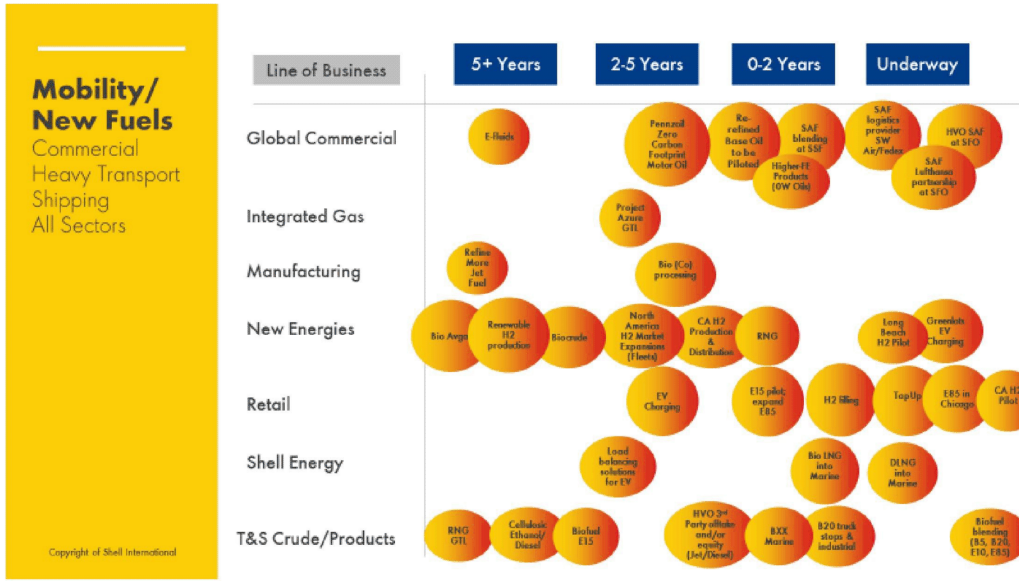 Mobility/
New Fuels
Commercial
Heavy Transport
Shipping
All Sectors
Copyright of Shell International
Line of Business
5+ Years
2-5 Years
0-2 Years
Underway
Global Commercial
E-fluids
Pennzoil
Zero
Carbon
Footprint
Motor Oil
Re-
refined
Base Oil
to be
Piloted
SAF
blending
at SSF
Higher-FE
Products
(0W Oils)
SAF
logistics
provider
SW
Air/Fedex
SAF
Lufthansa
partnership
at SFO
HVO SAF
at SFO
Integrated Gas
Project
Azure
GTL
Manufacturing
Refine
More
Jet
Fuel
Bio (Co)
processing
New Energies
Bio Avgas
Renewable
H2
production
Biocrude
North
America
H2 Market
Expansions
(Fleets)
CA H2
Production
&
Distribution
RNG
Long
Beach
H2 Pilot
Greenlots
EV
Charging
Retail
EV
Charging
E15 pilot;
expand
E85
H2 filling
TapUp
E85 in
Chicago
CA H2
Pilot
Shell Energy
Load
balancing
solutions
for EV
Bio LNG
into
Marine
DLNG
into
Marine
T&S Crude/Products
RNG
GTL
Cellulosic
Ethanol/
Diesel
Biofuel
E15
HVO 3rd
Party offtake
and/or
equity
(Jet/Diesel)
BXX
Marine
B20 truck
stops &
industrial
Biofuel
blending
(B5, B20,
E10, E85)